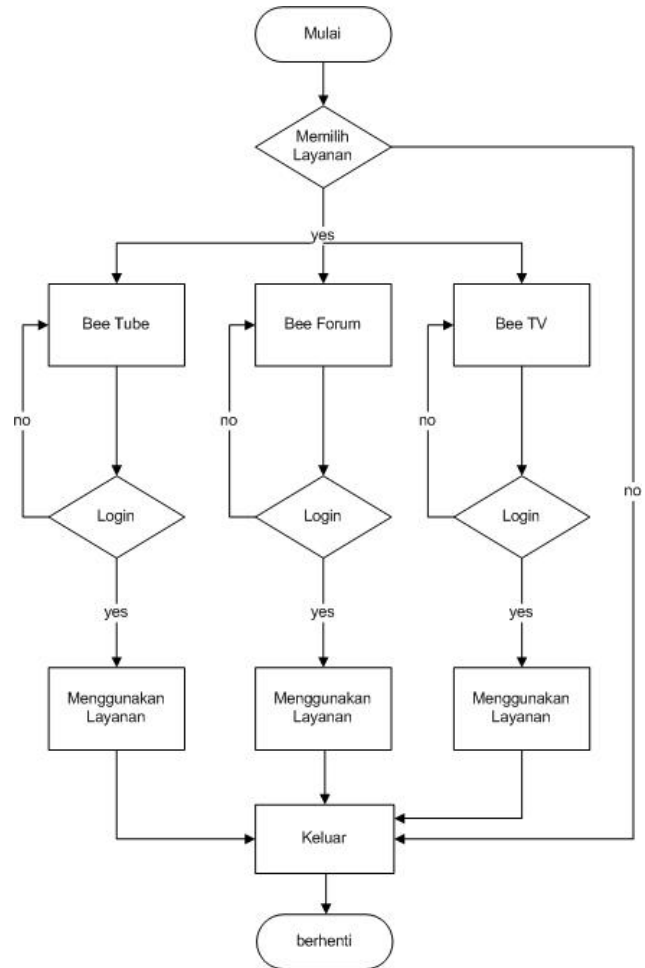 Mulai
Memilih
Layanan
yes
Bee Tube
Bee Forum
Bee TV
no
no
no
no
Login
Login
Login
yes
yes
yes
Menggunakan
Layanan
Menggunakan
Layanan
Menggunakan
Layanan
Keluar
berhenti